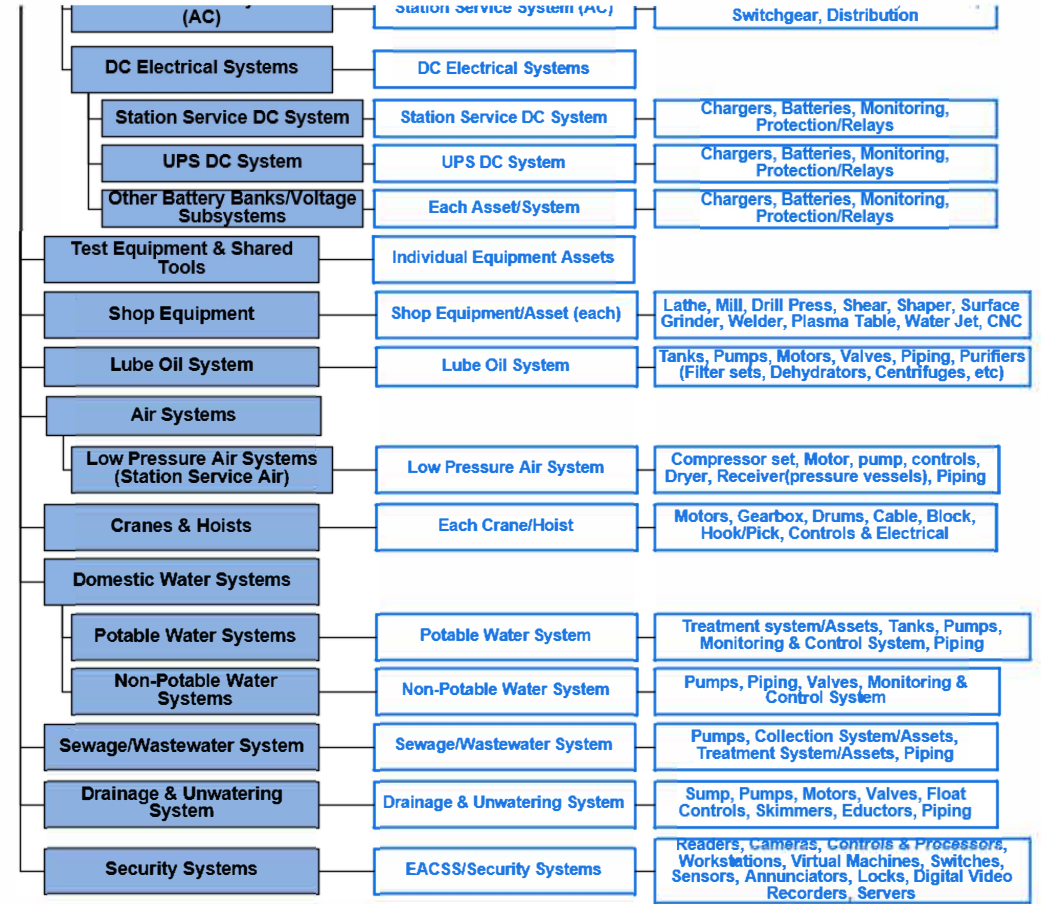 (AC)
Station Service System (AC)
Switchgear, Distribution
DC Electrical Systems
DC Electrical Systems
Station Service DC System
Station Service DC System
Chargers, Batteries, Monitoring,
Protection/Relays
UPS DC System
UPS DC System
Chargers, Batteries, Monitoring,
Protection/Relays
Other Battery Banks/Voltage
Subsystems
Each Asset/System
Chargers, Batteries, Monitoring,
Protection/Relays
Test Equipment & Shared
Tools
Individual Equipment Assets
Shop Equipment
Shop Equipment/Asset (each)
Lathe, Mill, Drill Press, Shear, Shaper, Surface
Grinder, Welder, Plasma Table, Water Jet, CNC
Lube Oil System
Lube Oil System
Tanks, Pumps, Motors, Valves, Piping, Purifiers
(Filter sets, Dehydrators, Centrifuges, etc)
Air Systems
Low Pressure Air Systems
(Station Service Air)
Low Pressure Air System
Compressor set, Motor, pump, controls,
Dryer, Receiver(pressure vessels), Piping
Cranes & Hoists
Each Crane/Hoist
Motors, Gearbox, Drums, Cable, Block,
Hook/Pick, Controls & Electrical
Domestic Water Systems
Potable Water Systems
Potable Water System
Treatment system/Assets, Tanks, Pumps,
Monitoring & Control System, Piping
Non-Potable Water
Systems
Non-Potable Water System
Pumps, Piping, Valves, Monitoring &
Control System
Sewage/Wastewater System
Sewage/Wastewater System
Pumps, Collection System/Assets,
Treatment System/Assets, Piping
Drainage & Unwatering
System
Drainage & Unwatering System
Sump, Pumps, Motors, Valves, Float
Controls, Skimmers, Eductors, Piping
Security Systems
EACSS/Security Systems
Readers, Cameras, Controls & Processors,
Workstations, Virtual Machines, Switches,
Sensors, Annunciators, Locks, Digital Video
Recorders, Servers